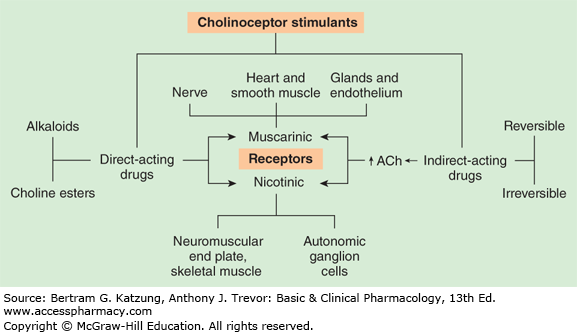 Cholinoceptor stimulants
Nerve
Heart and
smooth muscle
Glands and
endothelium
Alkaloids
Choline esters
Direct-acting
drugs
Muscarinic
Receptors
Nicotinic
↑ ACh
Indirect-acting
drugs
Reversible
Irreversible
Neuromuscular
end plate,
skeletal muscle
Autonomic
ganglion
cells
Source: Bertram G. Katzung, Anthony J. Trevor: Basic & Clinical Pharmacology, 13th Ed.
www.accesspharmacy.com
Copyright © McGraw-Hill Education. All rights reserved.